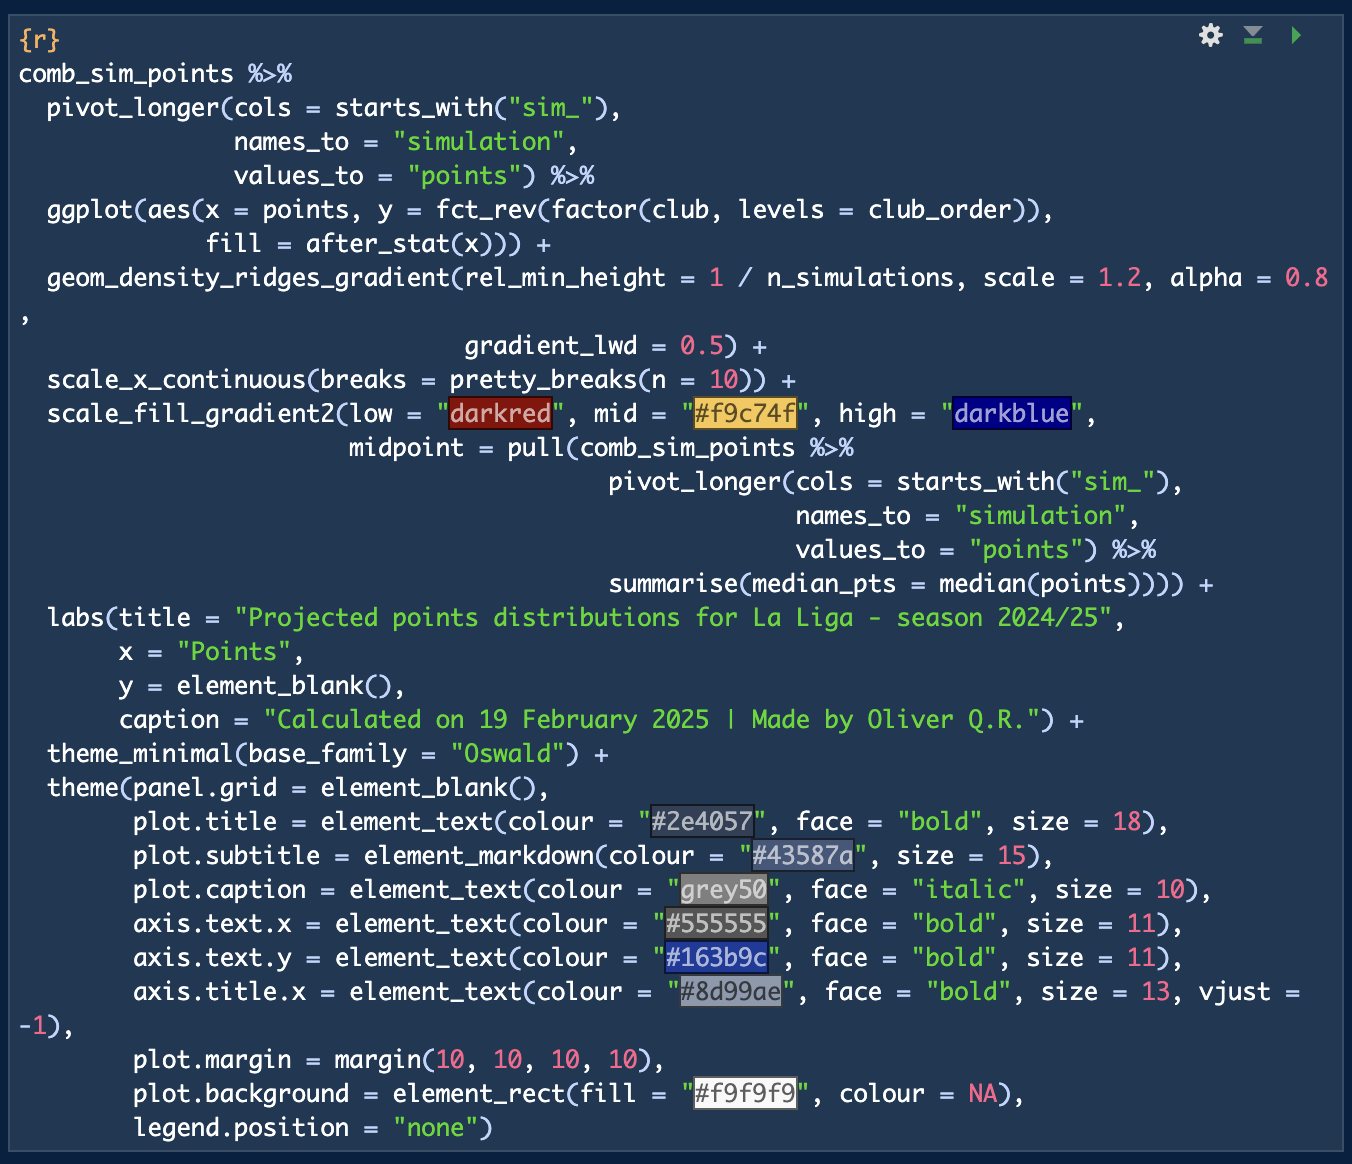 {r}
comb_sim_points %>%
  pivot_longer(cols = starts_with("sim_"),
               names_to = "simulation",
               values_to = "points") %>%
  ggplot(aes(x = points, y = fct_rev(factor(club, levels = club_order)),
             fill = after_stat(x))) +
  geom_density_ridges_gradient(rel_min_height = 1 / n_simulations, scale = 1.2, alpha = 0.8
,
                               gradient_lwd = 0.5) +
  scale_x_continuous(breaks = pretty_breaks(n = 10)) +
  scale_fill_gradient2(low = "darkred", mid = "#f9c74f", high = "darkblue",
                       midpoint = pull(comb_sim_points %>%
                                         pivot_longer(cols = starts_with("sim_"),
                                                      names_to = "simulation",
                                                      values_to = "points") %>%
                                         summarise(median_pts = median(points)))) +
  labs(title = "Projected points distributions for La Liga - season 2024/25",
       x = "Points",
       y = element_blank(),
       caption = "Calculated on 19 February 2025 | Made by Oliver Q.R.") +
  theme_minimal(base_family = "Oswald") +
  theme(panel.grid = element_blank(),
        plot.title = element_text(colour = "#2e4057", face = "bold", size = 18),
        plot.subtitle = element_markdown(colour = "#43587a", size = 15),
        plot.caption = element_text(colour = "grey50", face = "italic", size = 10),
        axis.text.x = element_text(colour = "#555555", face = "bold", size = 11),
        axis.text.y = element_text(colour = "#163b9c", face = "bold", size = 11),
        axis.title.x = element_text(colour = "#8d99ae", face = "bold", size = 13, vjust =
-1),
        plot.margin = margin(10, 10, 10, 10),
        plot.background = element_rect(fill = "#f9f9f9", colour = NA),
        legend.position = "none")